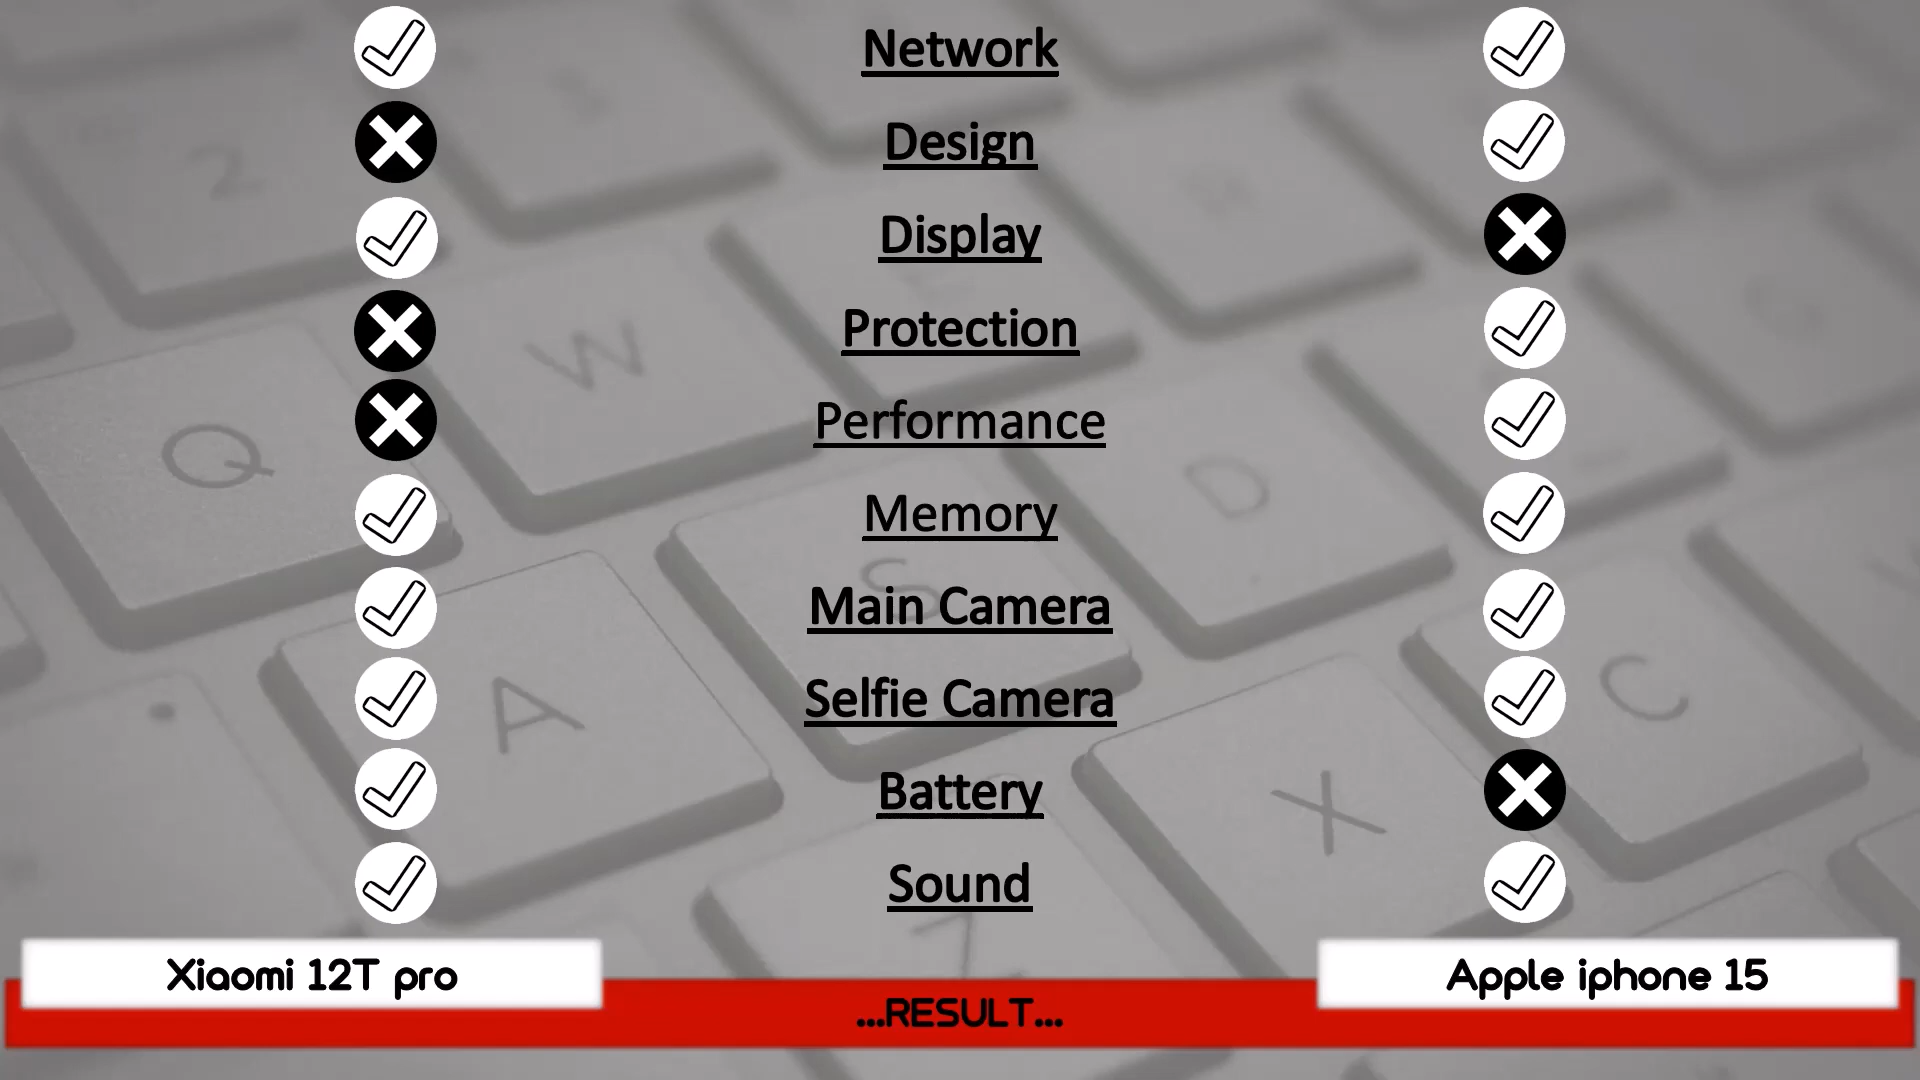 Network
Design
Display
Protection
Performance
Memory
Main Camera
Selfie Camera
Battery
Sound
Xiaomi 12T pro
Apple iphone 15
...RESULT...
2
W
Q
D
S
A
C
X
Z